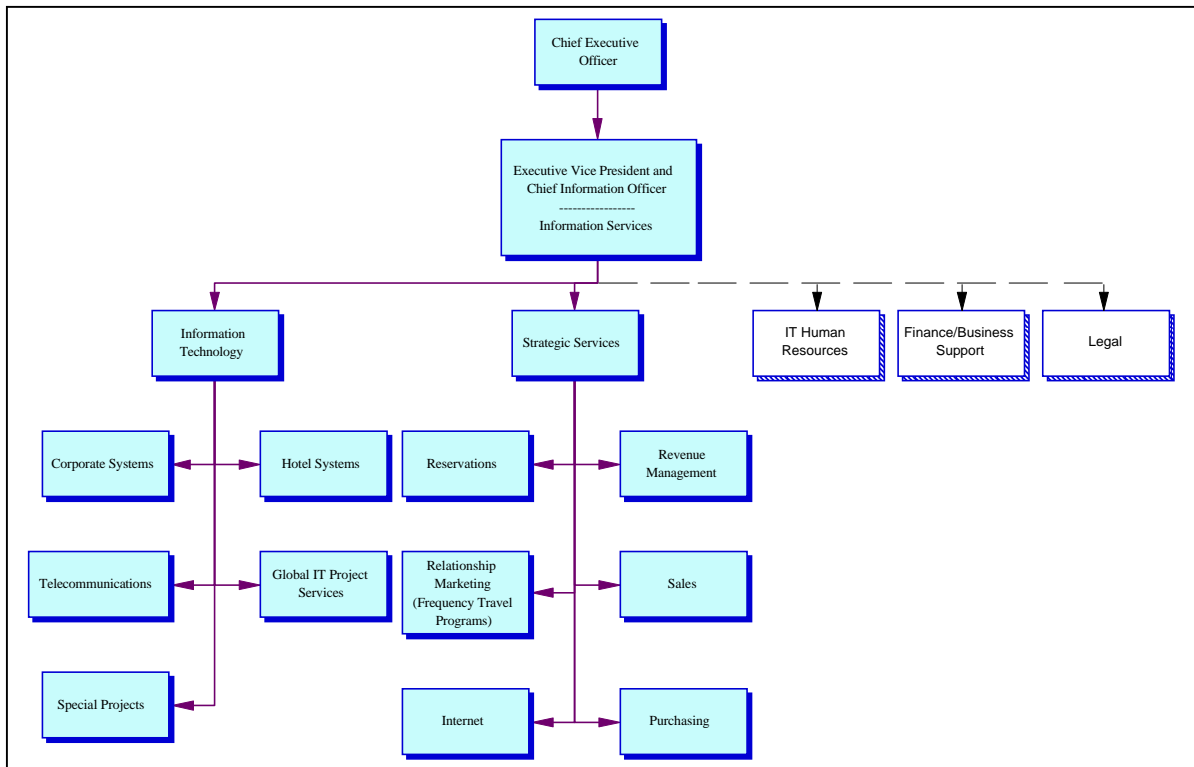 Chief Executive
Officer
Executive Vice President and
Chief Information Officer
-----------------
Information Services
Information
Technology
Strategic Services
IT Human
Resources
Finance/Business
Support
Legal
Corporate Systems
Hotel Systems
Reservations
Revenue
Management
Telecommunications
Global IT Project
Services
Relationship
Marketing
(Frequency Travel
Programs)
Sales
Special Projects
Internet
Purchasing